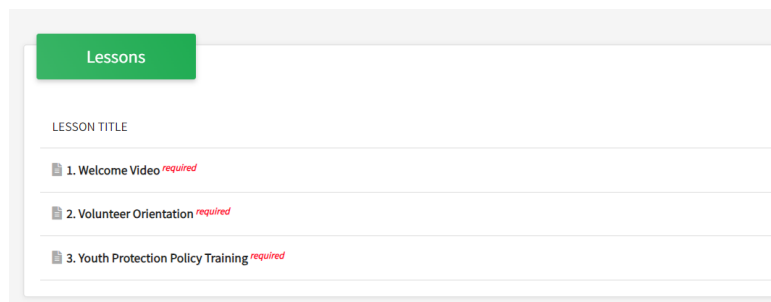 Lessons
LESSON TITLE
1. Welcome Video required
2. Volunteer Orientation required
3. Youth Protection Policy Training required